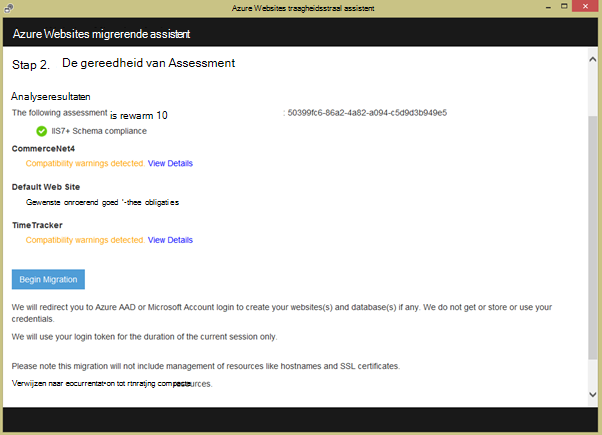 Azure Websites traagheidsstraal assistent
Azure Websites migrerende assistent
Stap 2. De gereedheid van Assessment
Analyseresultaten
The following assessment is rewarm 10 : 50399fc6-86a2-4a82-a094-c5d9d3b949e5
IIS7+ Schema compliance
CommerceNet4
Compatibility warnings detected. View Details
Default Web Site
Gewenste onroerend goed '-thee obligaties
TimeTracker
Compatibility warnings detected. View Details
Begin Migration
We will redirect you to Azure AAD or Microsoft Account login to create your websites(s) and database(s) if any. We do not get or store or use your
credentials.
We will use your login token for the duration of the current session only.
Please note this migration will not include management of resources like hostnames and SSL certificates.
Verwijzen naar eocurrentat•on tot rtnratjng compacte resources.